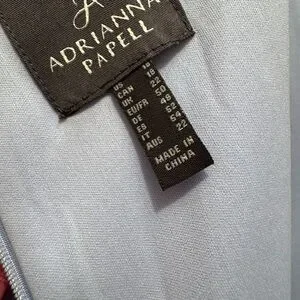 A
ADRIANNA
PAPELL
US 18
CAN 18
UK 22
EU/FR 50
DE 48
ES 52
IT 54
AUS 22
MADE IN
CHINA